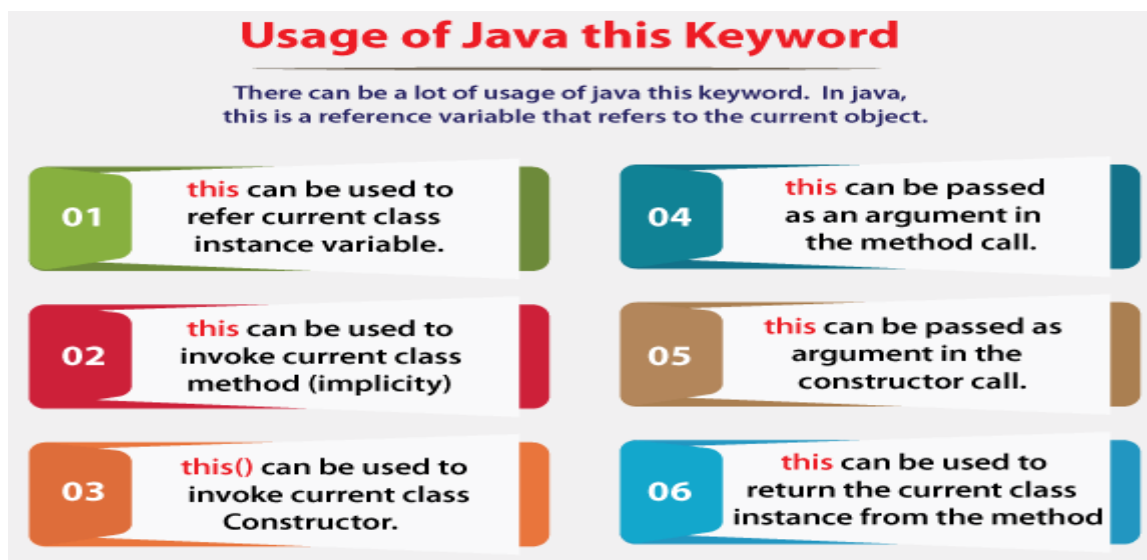 Usage of Java this Keyword
There can be a lot of usage of java this keyword. In java,
this is a reference variable that refers to the current object.
01
this can be used to
refer current class
instance variable.
02
this can be used to
invoke current class
method (implicity)
03
this() can be used to
invoke current class
Constructor.
04
this can be passed
as an argument in
the method call.
05
this can be passed as
argument in the
constructor call.
06
this can be used to
return the current class
instance from the method